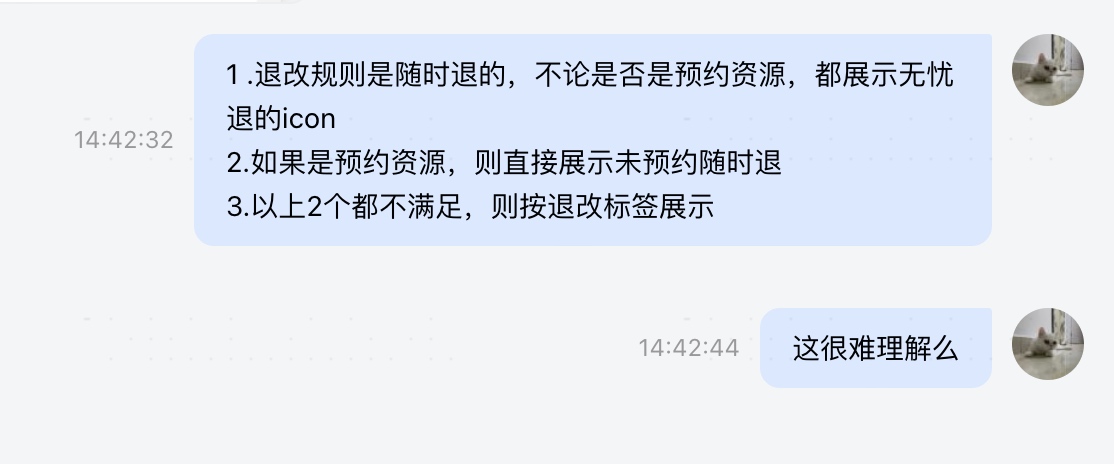 1 .退改规则是随时退的，不论是否是预约资源，都展示无忧
退的icon
14:42:32
2.如果是预约资源，则直接展示未预约随时退
3.以上2个都不满足，则按退改标签展示
14:42:44
这很难理解么